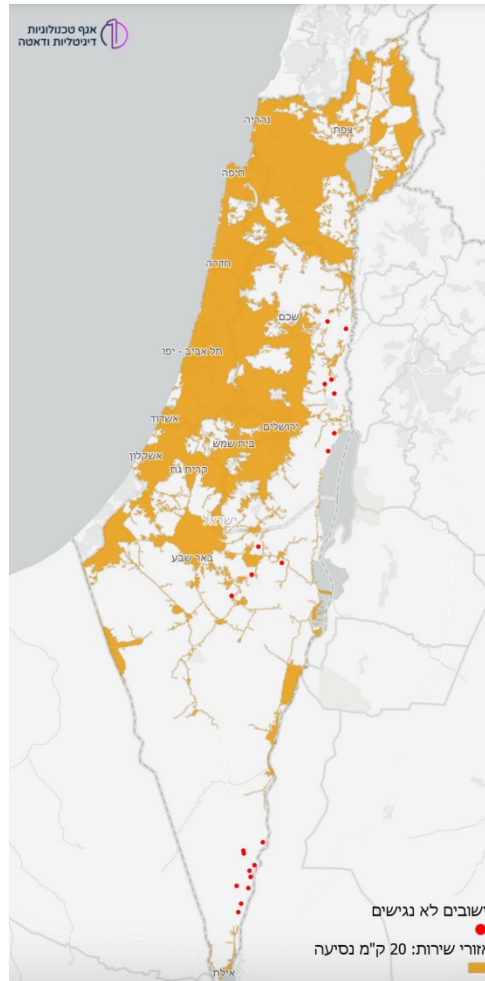 אגף טכנולוגיות
דיגיטליות ודאטה
נהריה
צפת
חיפה
חדרה
שכם
תל אביב - יפו
ירושלים
אשדוד
בית שמש
אשקלון
קרית גת
ישראל
באר שבע
ישובים לא נגישים
אזורי שירות: 20 ק"מ נסיעה
אילת